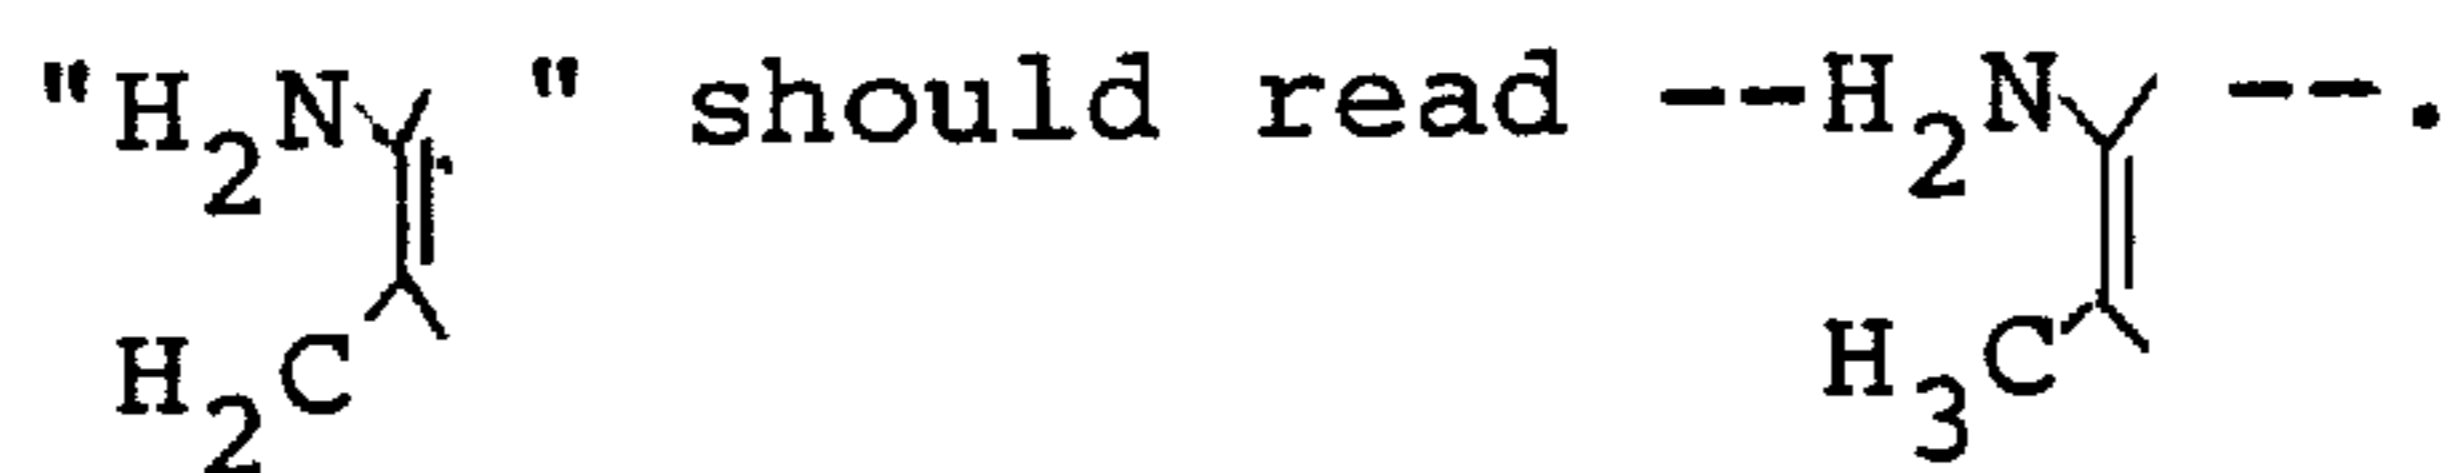 "H₂N " should read --H₂N --.
H₂C H₃C